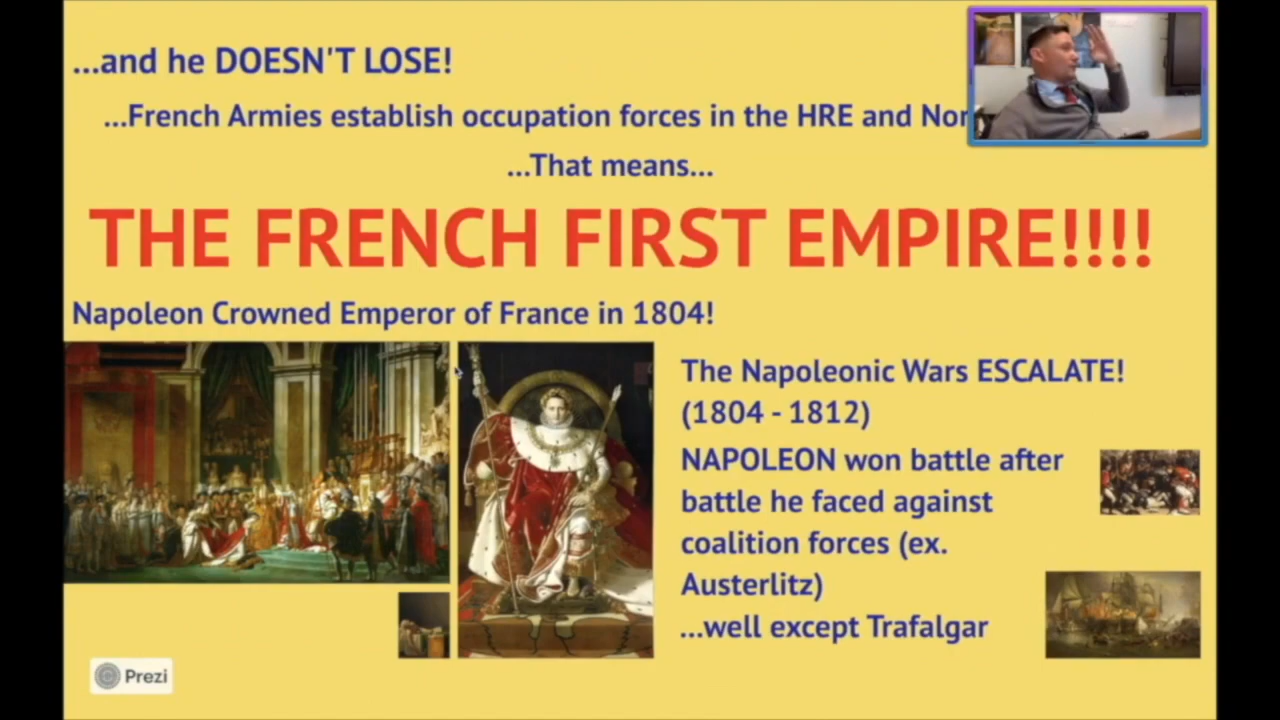 ...and he DOESN'T LOSE!
...French Armies establish occupation forces in the HRE and
...That means...
THE FRENCH FIRST EMPIRE!!!!
Napoleon Crowned Emperor of France in 1804!
The Napoleonic Wars ESCALATE!
(1804 - 1812)
NAPOLEON won battle after
battle he faced against
coalition forces (ex.
Austerlitz)
...well except Trafalgar
Prezi